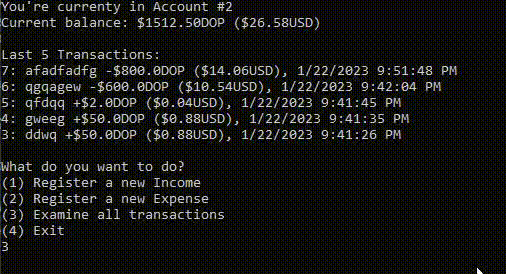 You're currenty in Account #2
Current balance: $1512.50DOP ($26.58USD)
Last 5 Transactions:
7: afadfadfg -$800.0DOP ($14.06USD), 1/22/2023 9:51:48 PM
6: qgqagew -$600.0DOP ($10.54USD), 1/22/2023 9:42:04 PM
5: qfdqq +$2.0DOP ($0.04USD), 1/22/2023 9:41:45 PM
4: gweeg +$50.0DOP ($0.88USD), 1/22/2023 9:41:35 PM
3: ddwq +$50.0DOP ($0.88USD), 1/22/2023 9:41:26 PM
What do you want to do?
(1) Register a new Income
(2) Register a new Expense
(3) Examine all transactions
(4) Exit
3